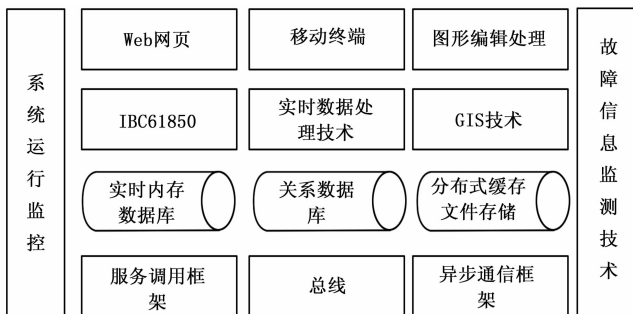 系统运行监控
Web网页
移动终端
图形编辑处理
IBC61850
实时数据处
理技术
GIS技术
实时内存
数据库
关系数据
库
分布式缓存
文件存储
服务调用框
架
总线
异步通信框
架
故障信息监测技术